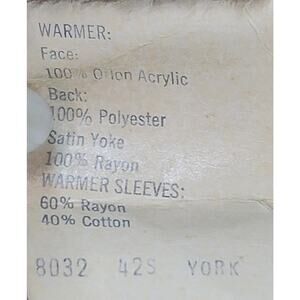 WARMER:
Face:
100% Orlon Acrylic
Back:
100% Polyester
Satin Yoke
100% Rayon
WARMER SLEEVES:
60% Rayon
40% Cotton
8032 42S YORK